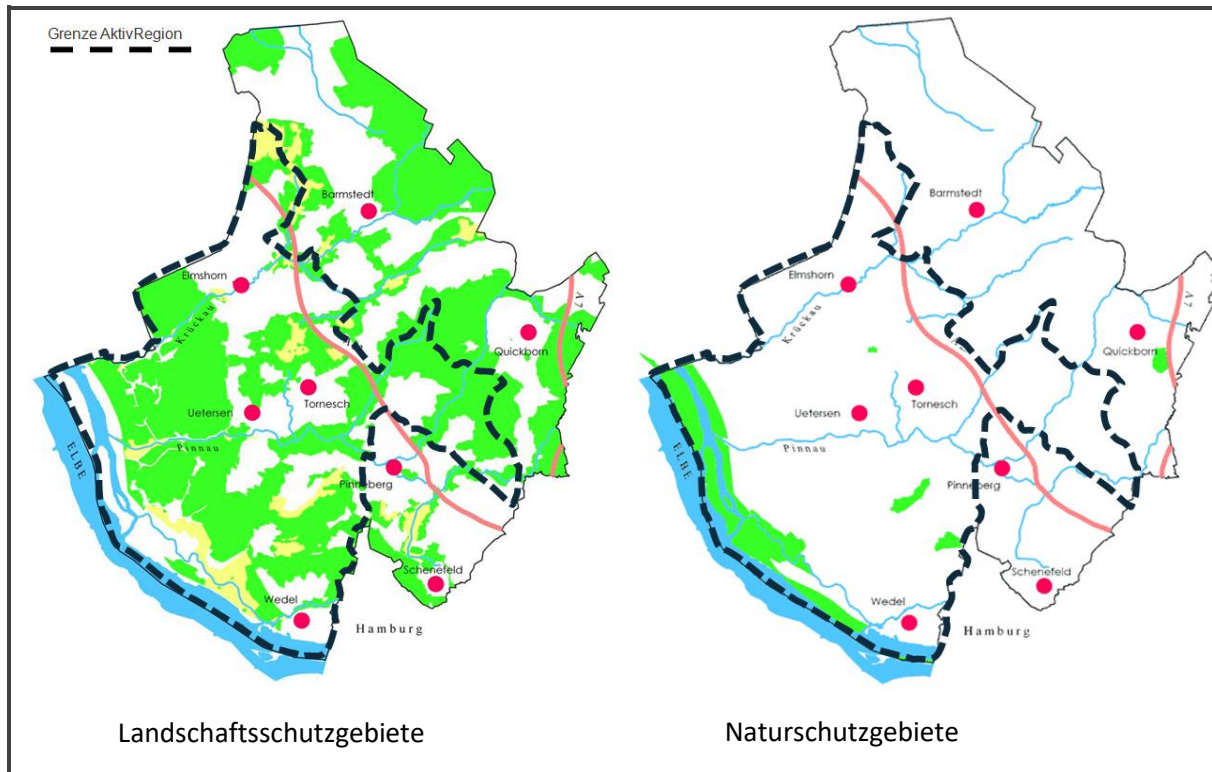 Grenze AktivRegion
Barmstedt
Elmshorn
Krückau
A7
Quickborn
Tornesch
Uetersen
Pinnau
ELBE
Pinneberg
Schenefeld
Wedel
Hamburg
Landschaftsschutzgebiete
Barmstedt
Elmshorn
Krückau
A7
Quickborn
Tornesch
Uetersen
Pinnau
ELBE
Pinneberg
Schenefeld
Wedel
Hamburg
Naturschutzgebiete